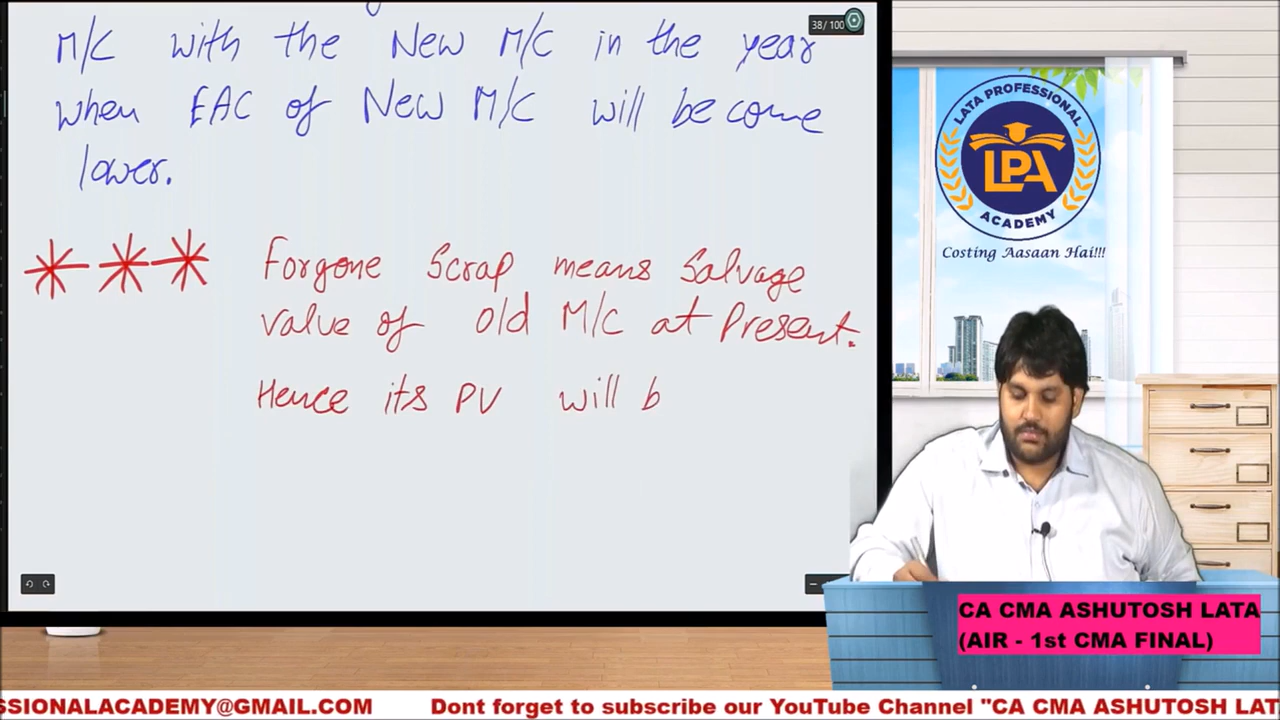 38/100
M/C with the New M/C in the year
when EAC of New M/C will be come
lower.
Forgone Scrap means Salvage
value of old M/C at Present.
Hence its PV will b
LATA PROFESSIONAL
LPA
ACADEMY
Costing Aasaan Hai!!!
CA CMA ASHUTOSH LATA
(AIR - 1st CMA FINAL)
SSIONALACADEMY@GMAIL.COM Dont forget to subscribe our YouTube Channel "CA CMA ASHUTOSH LAT